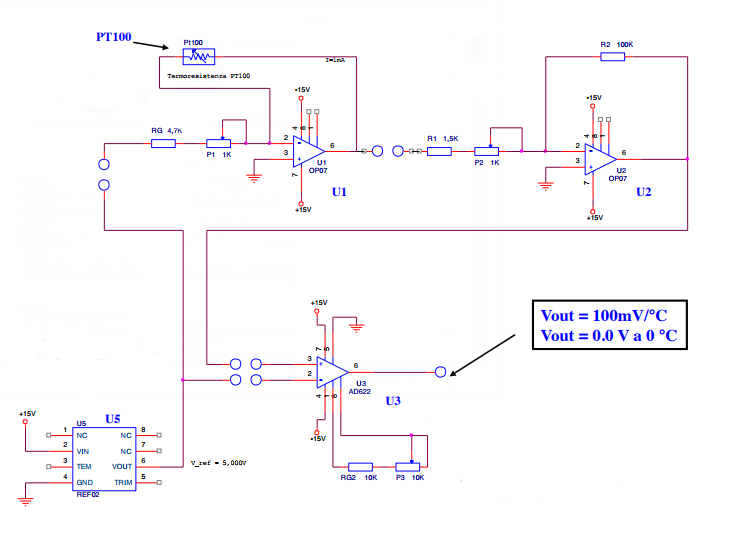 PT100
Pt100
Termoresistenza PT100
I=1mA
R2 100K
-15V
-15V
RG 4,7K
P1 1K
4
8
1
2
3
6
7
U1
OP07
+15V
U1
R1 1,5K
P2 1K
4
8
1
2
3
6
7
U2
OP07
+15V
U2
+15V
Vout = 100mV/°C
Vout = 0.0 V a 0 °C
7
5
3
2
6
4
1
8
U3
AD622
U3
-15V
+15V
U5
U5
1
NC
NC
8
2
VIN
NC
7
3
TEM
VOUT
6
4
GND
TRIM
5
REF02
V_ref = 5,000V
RG2 10K
P3 10K